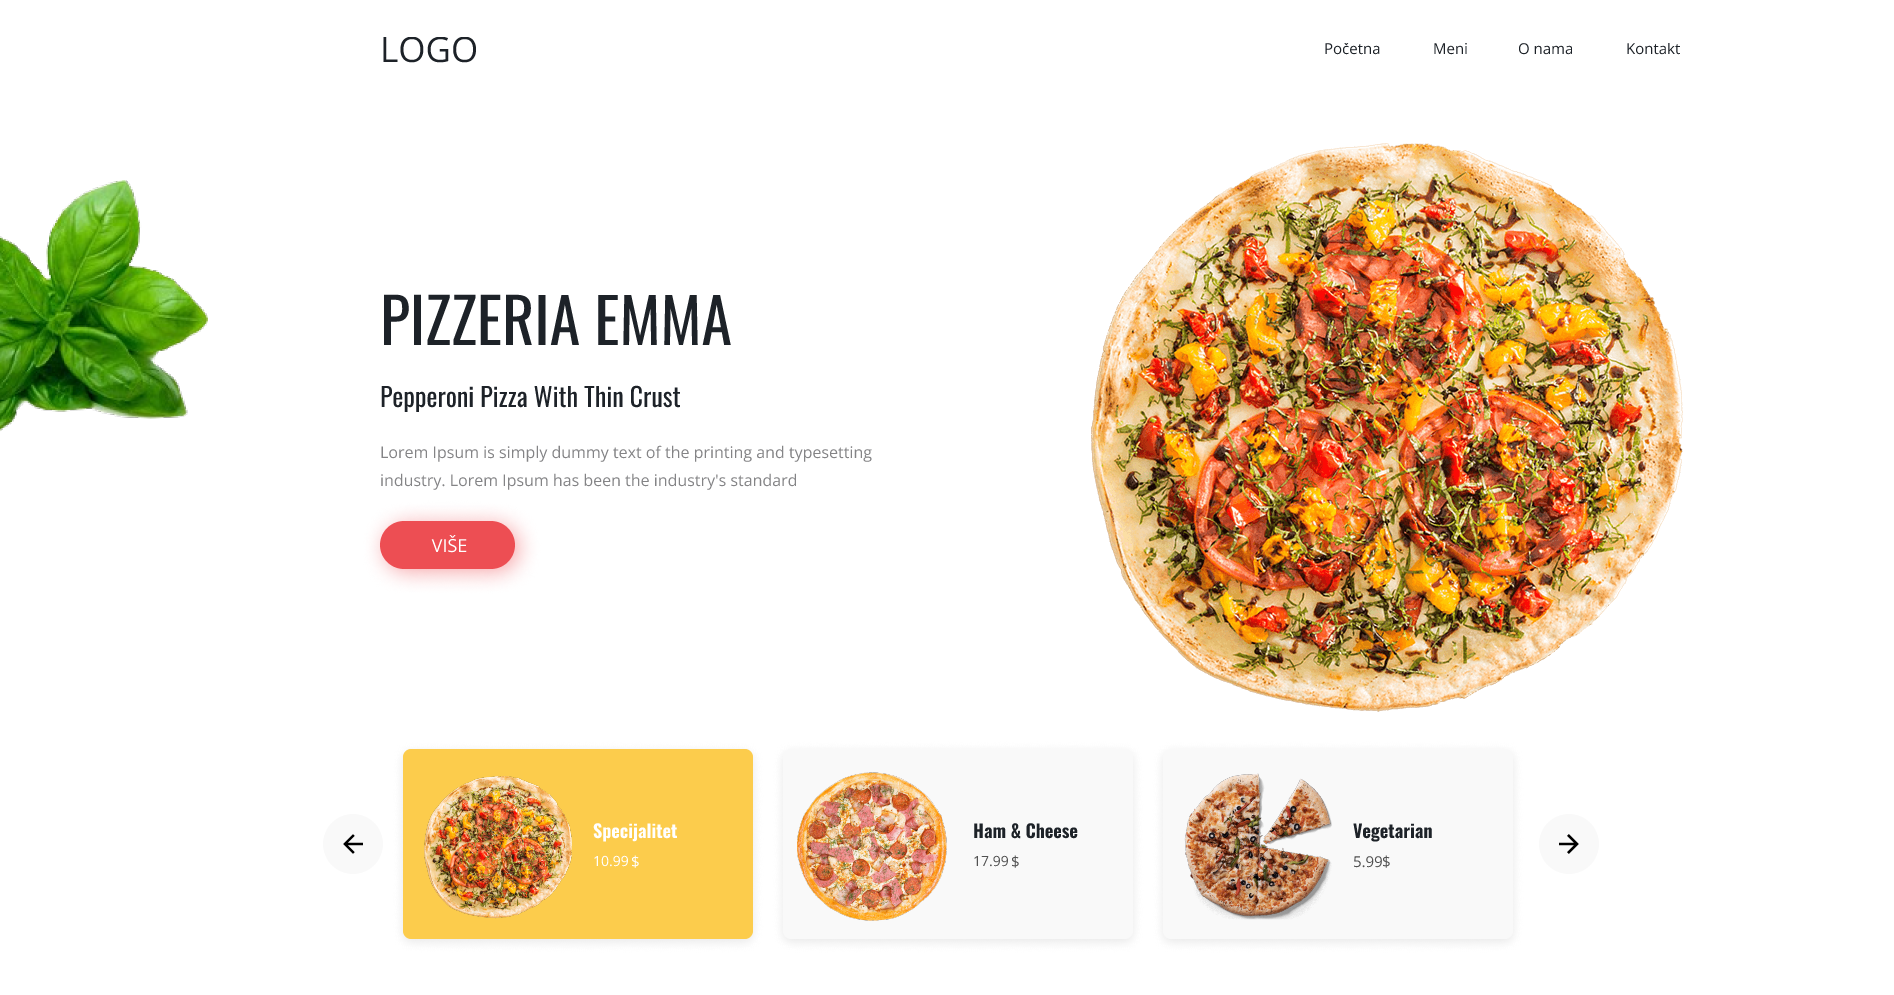 LOGO
Početna Meni O nama Kontakt
PIZZERIA EMMA
Pepperoni Pizza With Thin Crust
Lorem Ipsum is simply dummy text of the printing and typesetting
industry. Lorem Ipsum has been the industry's standard
VIŠE
Specijalitet
10.99 $
Ham & Cheese
17.99 $
Vegetarian
5.99$